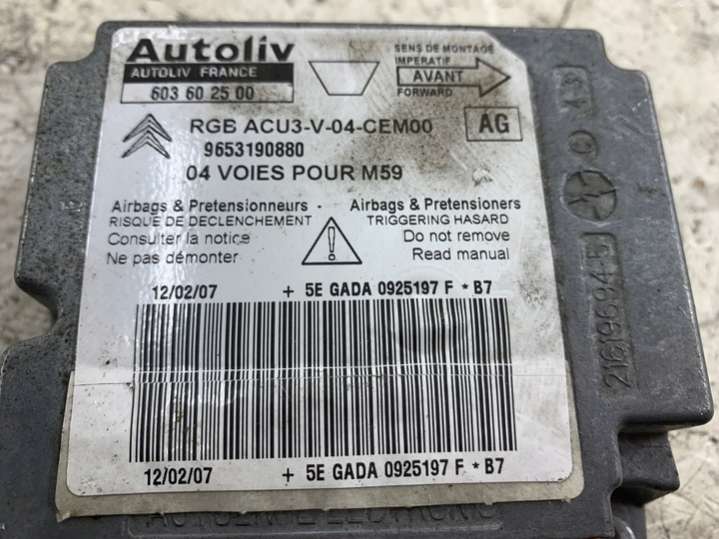 Autoliv
AUTOLIV FRANCE
603 60 25 00
SENS DE MONTAGE
IMPERATIF
AVANT
FORWARD
RGB ACU3-V-04-CEM00
AG
9653190880
04 VOIES POUR M59
Airbags & Pretensionneurs -
RISQUE DE DECLENCHEMENT
Consulter la notice
Ne pas démonter
Airbags & Pretensioners
TRIGGERING HASARD
Do not remove
Read manual
12/02/07 + 5E GADA 0925197 F * B7
12/02/07 + 5E GADA 0925197 F * B7